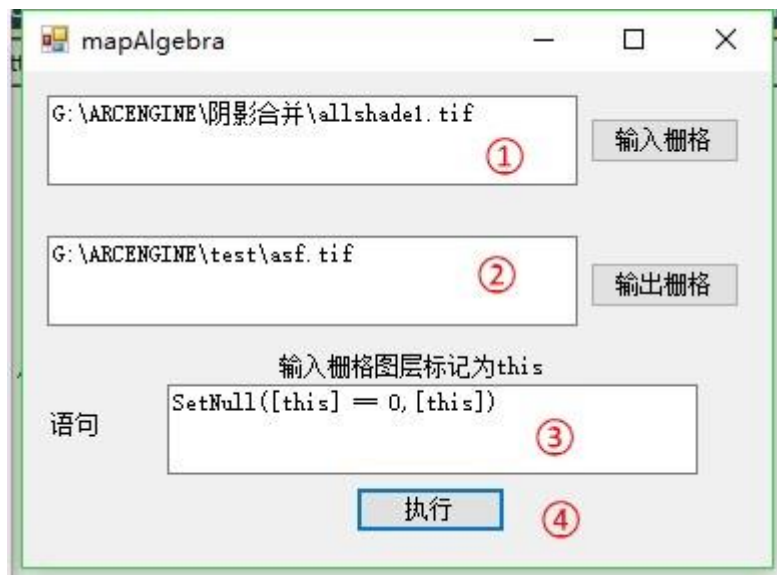 mapAlgebra
G:\ARCENGINE\阴影合并\allshade1.tif
①
输入栅格
G:\ARCENGINE\test\asf.tif
②
输出栅格
输入栅格图层标记为this
语句
SetNull([this] == 0,[this])
③
执行
④